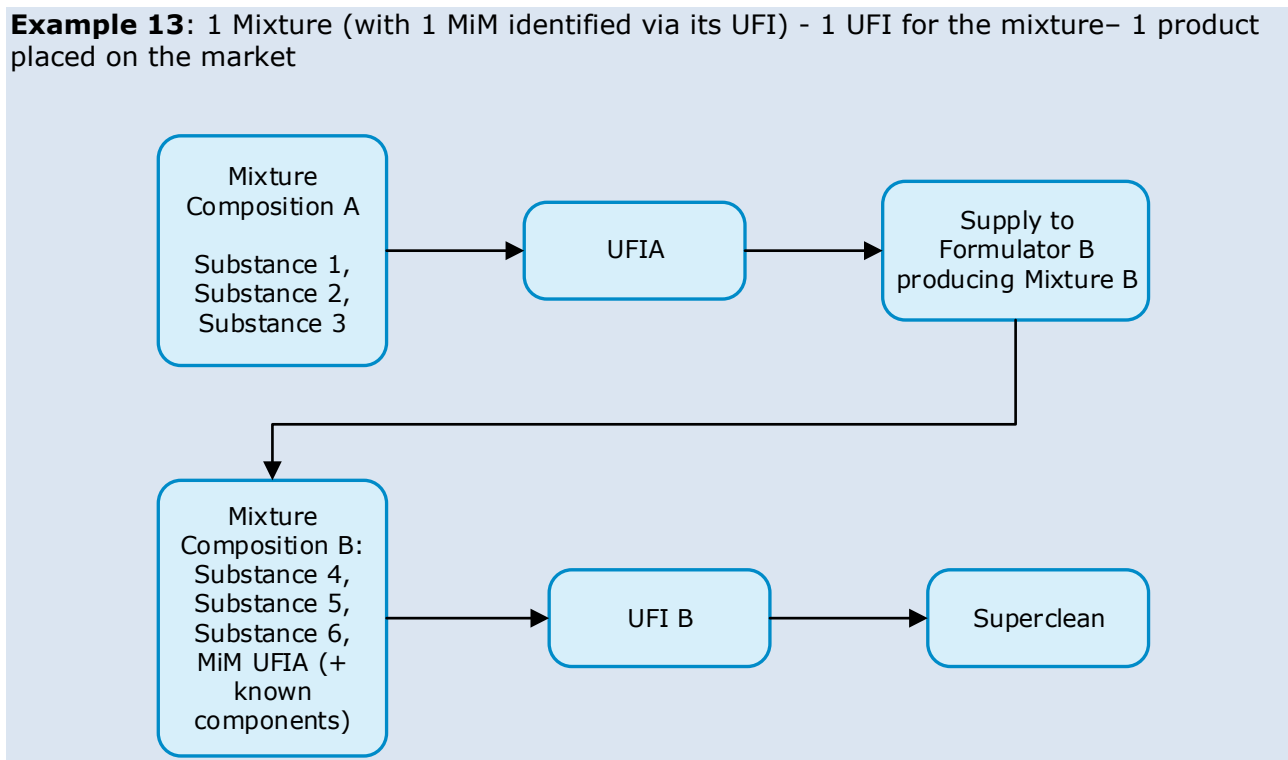 Example 13: 1 Mixture (with 1 MiM identified via its UFI) - 1 UFI for the mixture– 1 product
placed on the market
Mixture
Composition A
Substance 1,
Substance 2,
Substance 3
UFIA
Supply to
Formulator B
producing Mixture B
Mixture
Composition B:
Substance 4,
Substance 5,
Substance 6,
MiM UFIA (+
known
components)
UFI B
Superclean